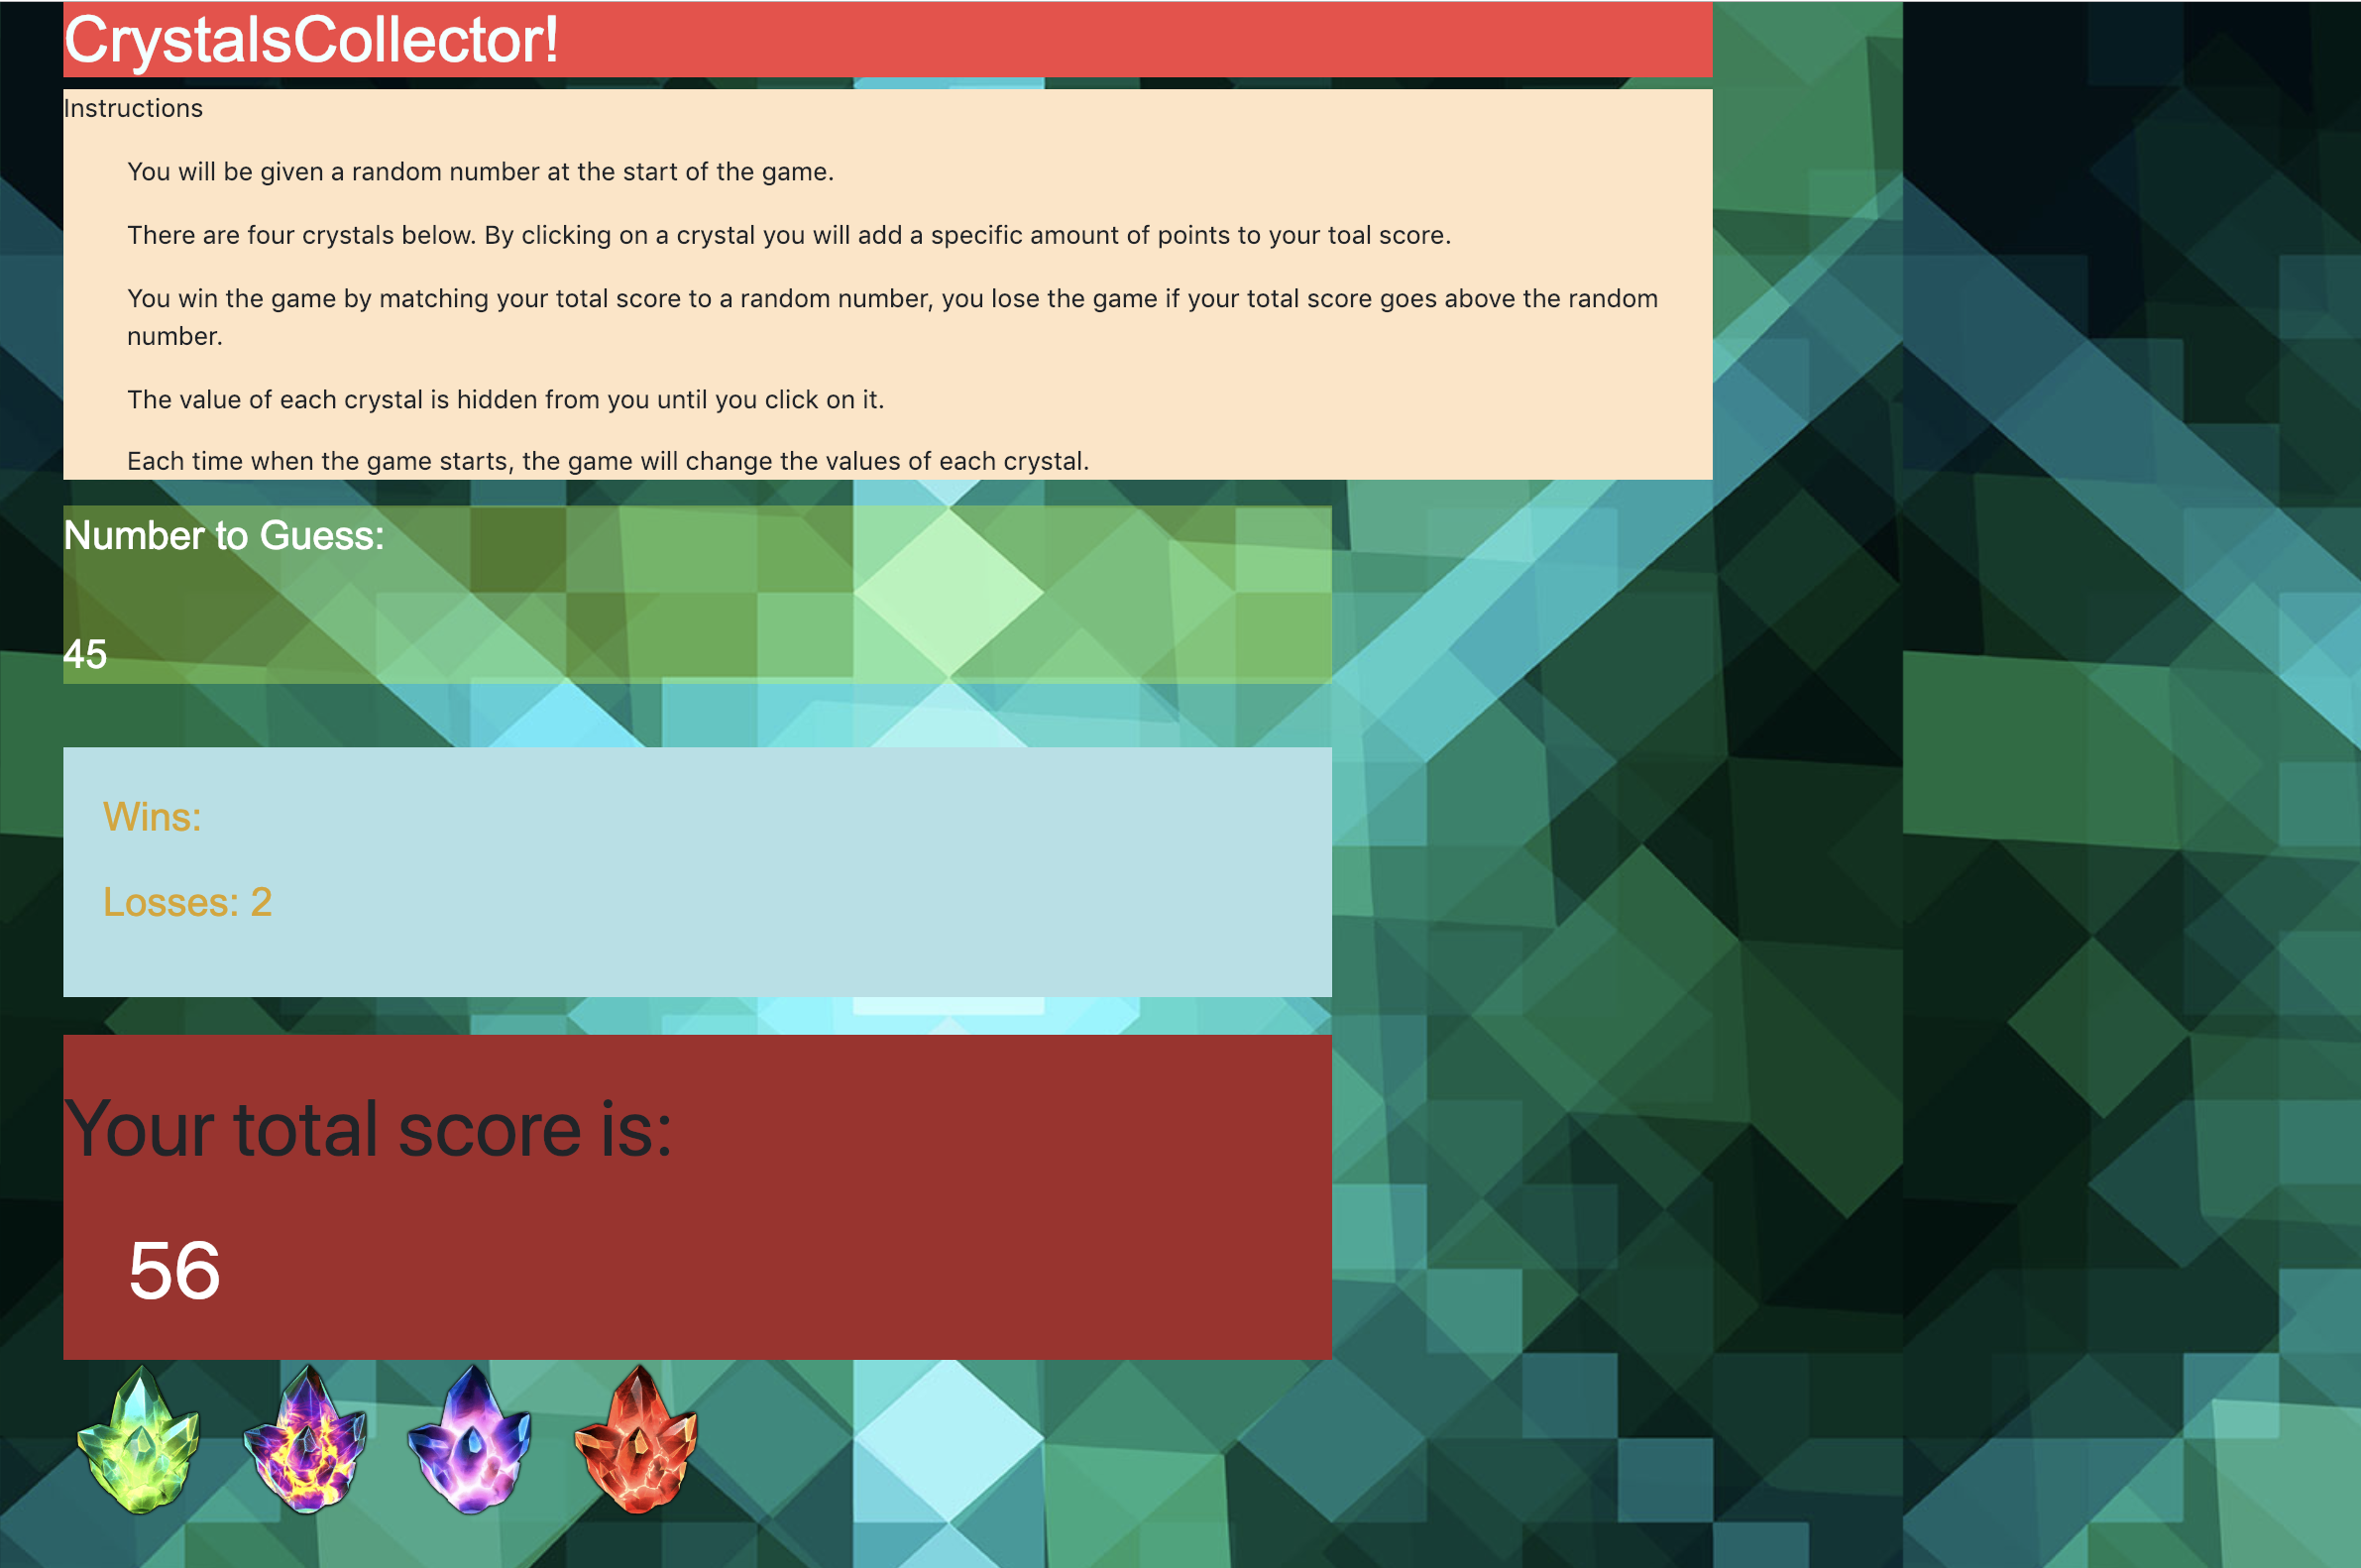 CrystalsCollector!
Instructions
You will be given a random number at the start of the game.
There are four crystals below. By clicking on a crystal you will add a specific amount of points to your toal score.
You win the game by matching your total score to a random number, you lose the game if your total score goes above the random
number.
The value of each crystal is hidden from you until you click on it.
Each time when the game starts, the game will change the values of each crystal.
Number to Guess:
45
Wins:
Losses: 2
Your total score is:
56